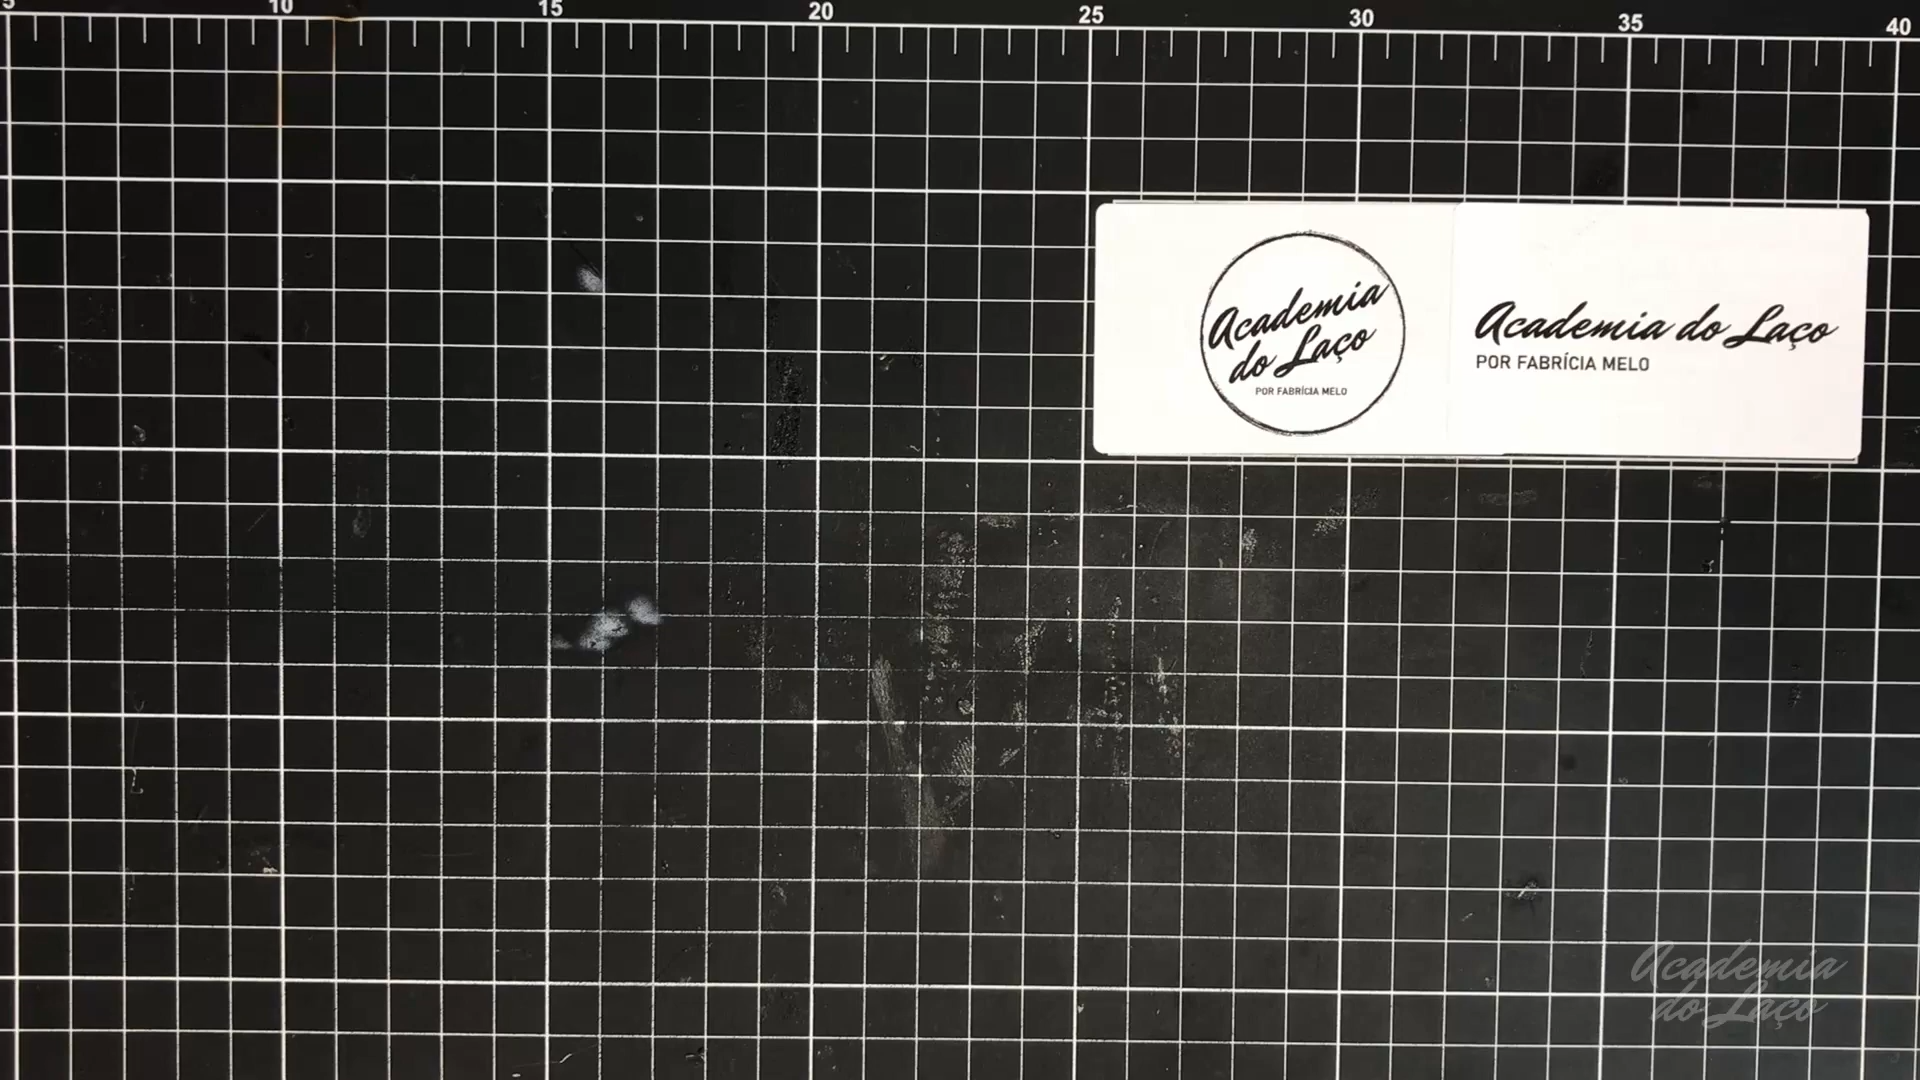 5 10 15 20 25 30 35 40
Academia
do Laço
POR FABRÍCIA MELO
Academia do Laço
POR FABRÍCIA MELO
Academia
do Laço